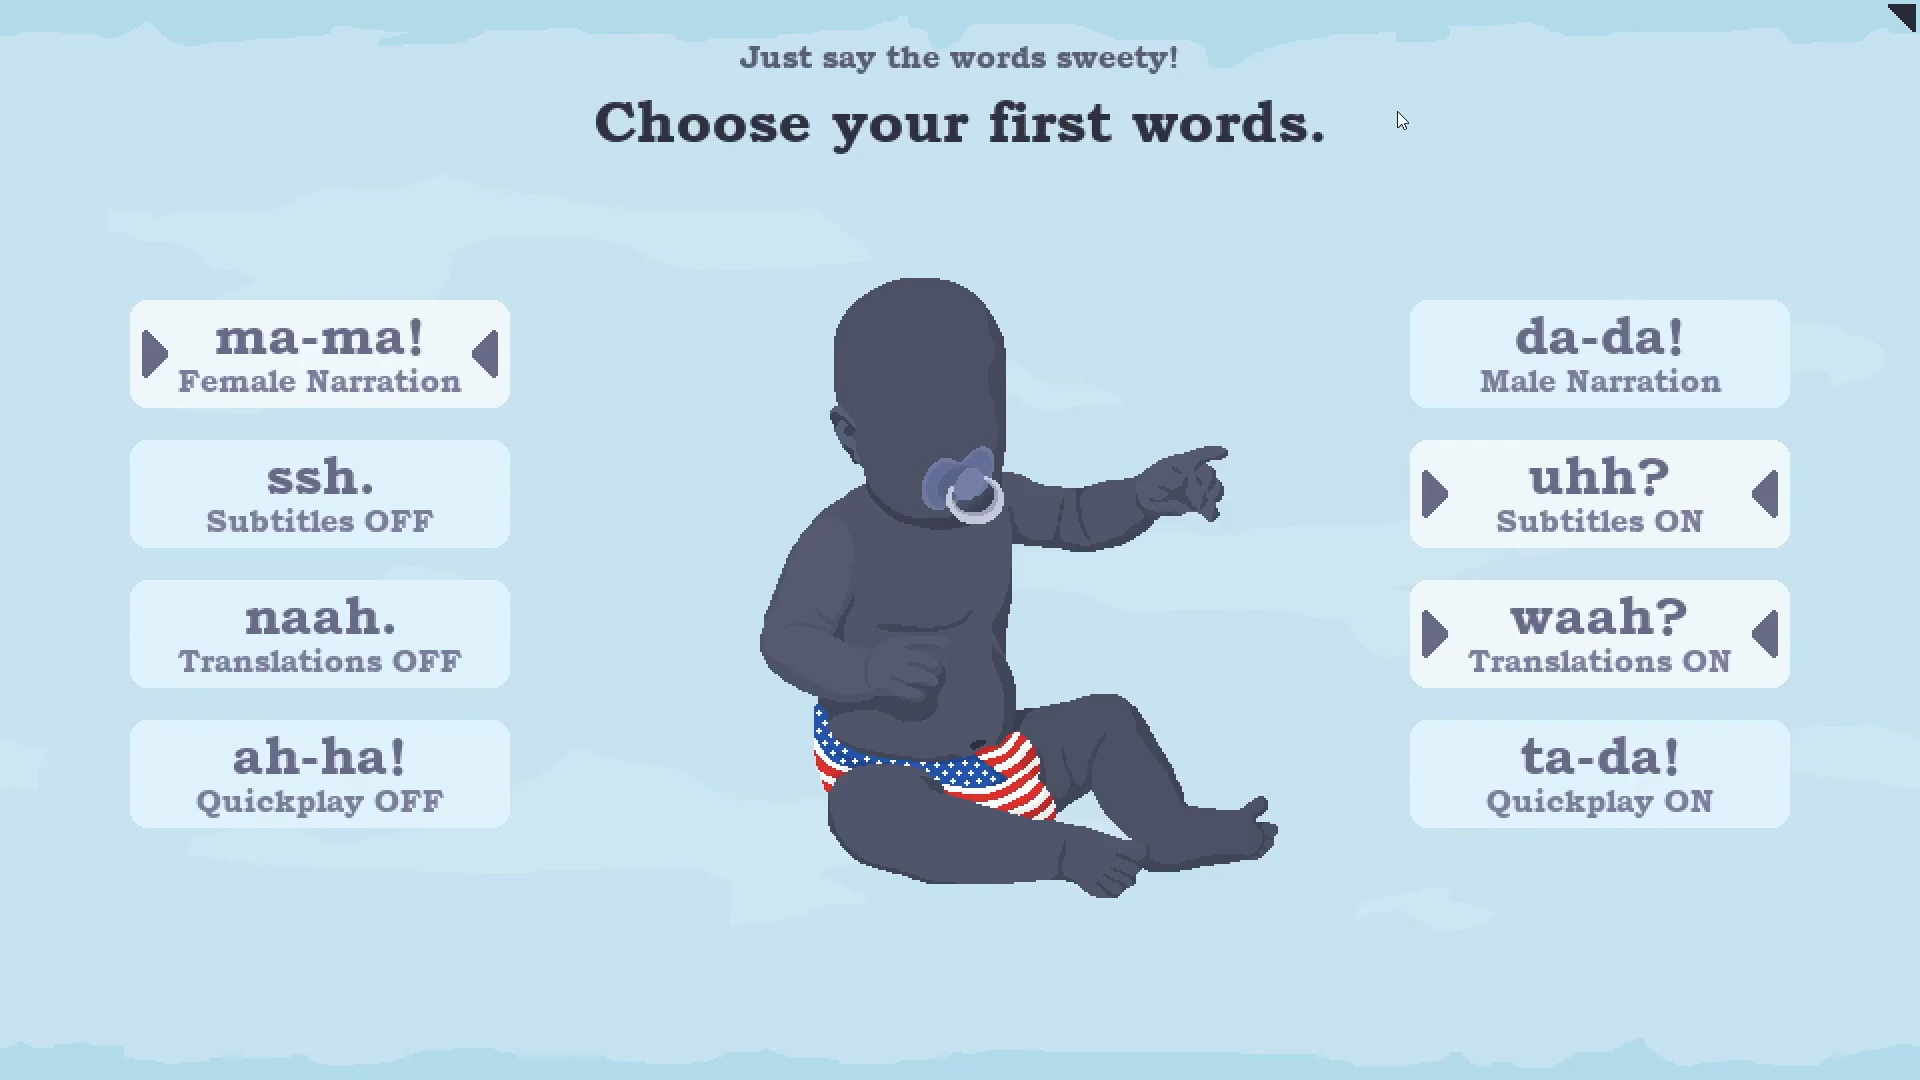 Just say the words sweety!
Choose your first words.
ma-ma!
Female Narration
da-da!
Male Narration
ssh.
Subtitles OFF
uhh?
Subtitles ON
naah.
Translations OFF
waah?
Translations ON
ah-ha!
Quickplay OFF
ta-da!
Quickplay ON